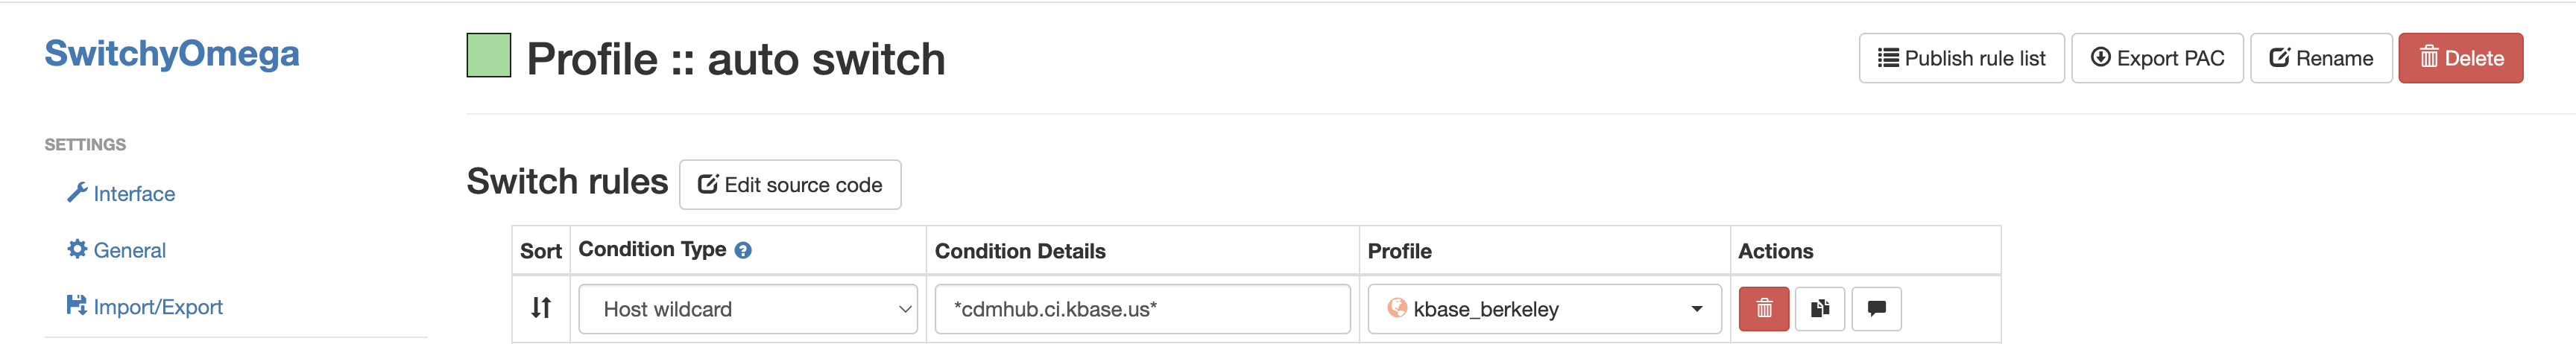 SwitchyOmega
SETTINGS
Interface
General
Import/Export
Profile :: auto switch
Publish rule list
Export PAC
Rename
Delete
Switch rules
Edit source code
Sort Condition Type ? Condition Details Profile Actions
Host wildcard *cdmhub.ci.kbase.us* kbase_berkeley